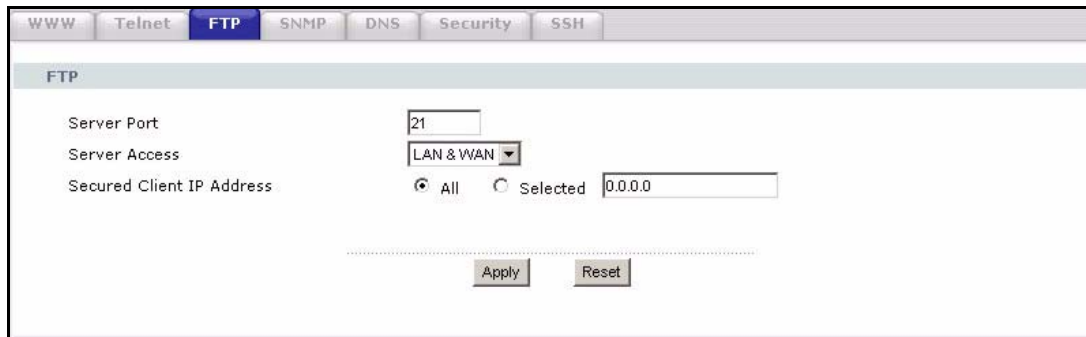 WWW Telnet FTP SNMP DNS Security SSH
FTP
Server Port 21
Server Access LAN & WAN
Secured Client IP Address All Selected 0.0.0.0
Apply Reset